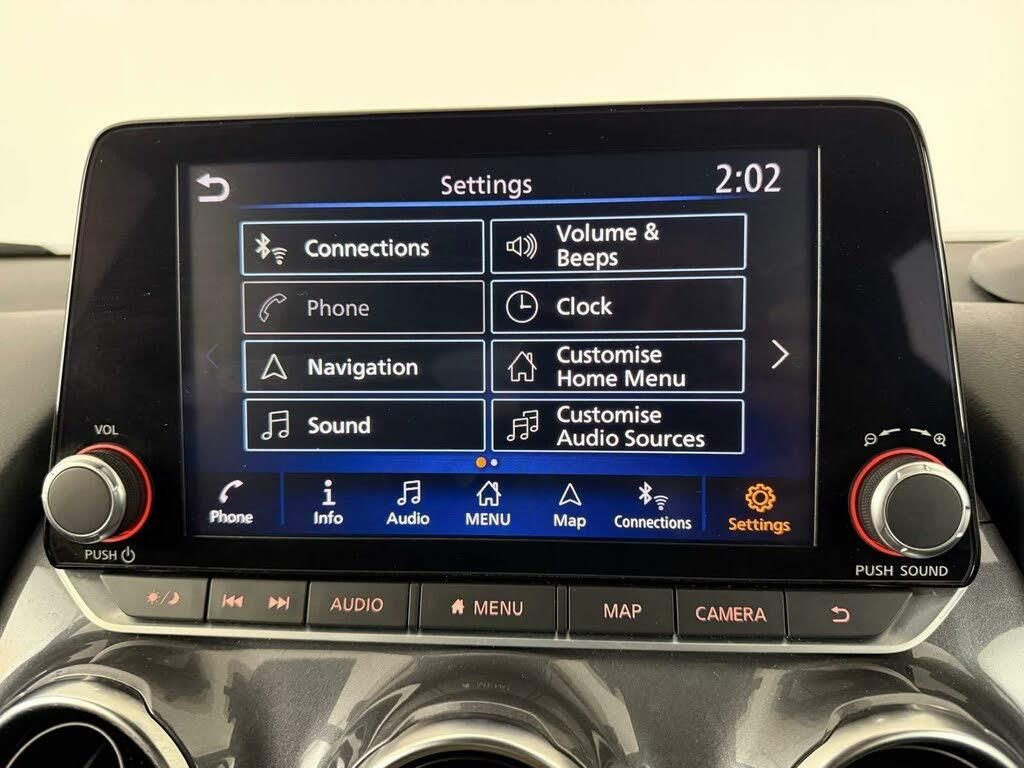 Settings
2:02
Connections
Volume &
Beeps
Phone
Clock
Navigation
Customise
Home Menu
Sound
Customise
Audio Sources
Phone
Info
Audio
MENU
Map
Connections
Settings
VOL
PUSH
PUSH SOUND
AUDIO
MENU
MAP
CAMERA